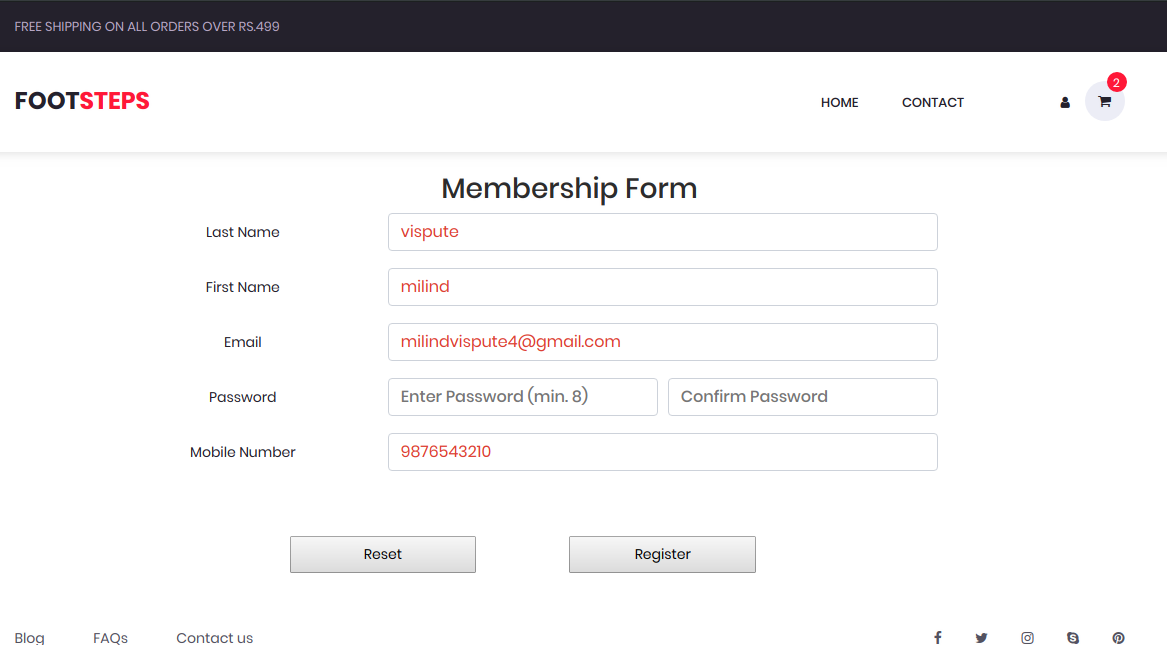 FREE SHIPPING ON ALL ORDERS OVER RS.499
FOOTSTEPS HOME CONTACT 2
Membership Form
Last Name vispute
First Name milind
Email milindvispute4@gmail.com
Password Enter Password (min. 8) Confirm Password
Mobile Number 9876543210
Reset Register
Blog FAQs Contact us